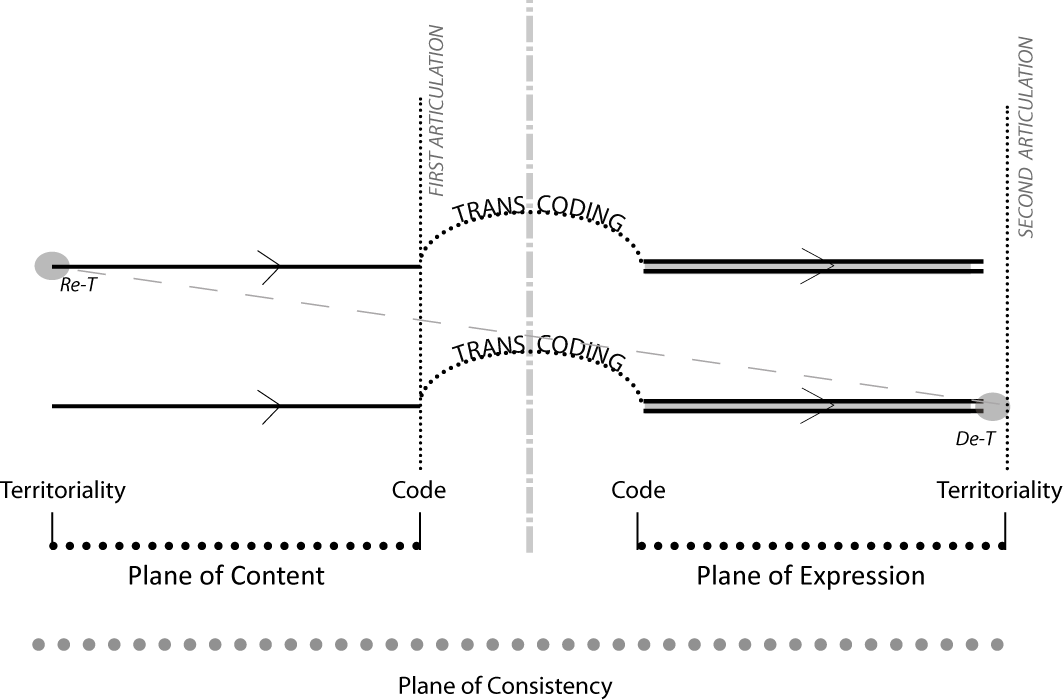 FIRST ARTICULATION
SECOND ARTICULATION
TRANS CODING
Re-T
TRANS CODING
De-T
Territoriality
Code
Code
Territoriality
Plane of Content
Plane of Expression
Plane of Consistency